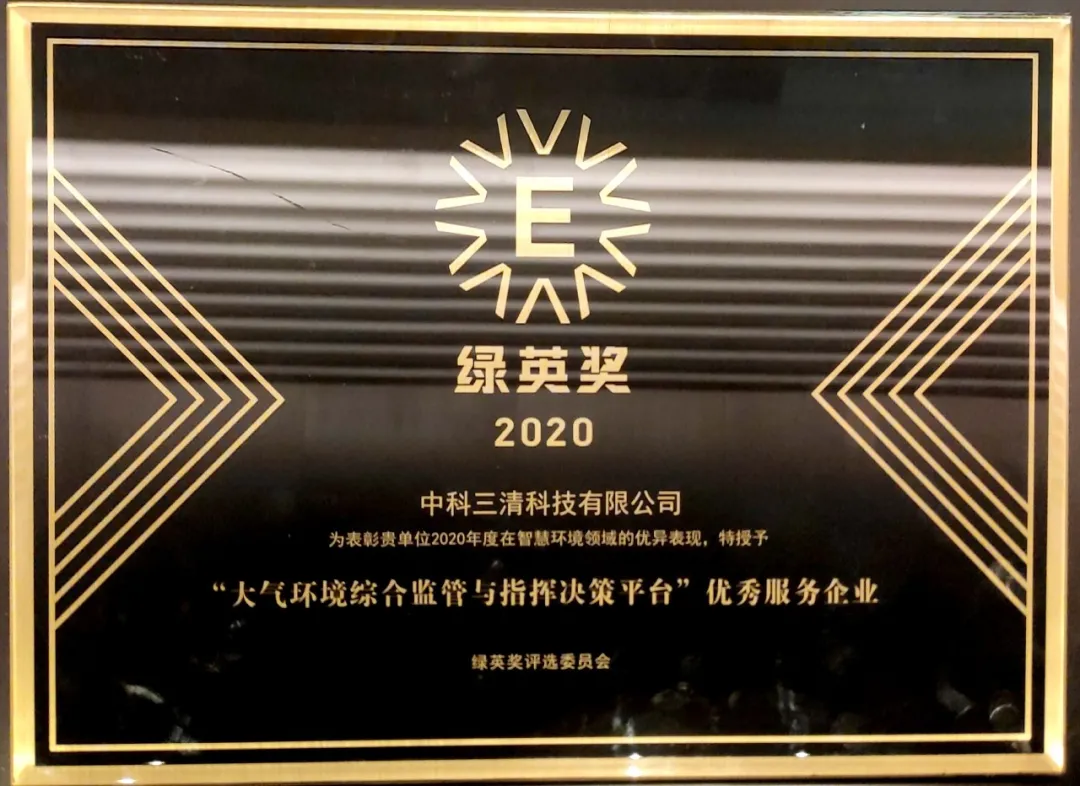 E
绿英奖
2020
中科三清科技有限公司
为表彰贵单位2020年度在智慧环境领域的优异表现，特授予
“大气环境综合监管与指挥决策平台”优秀服务企业
绿英奖评选委员会